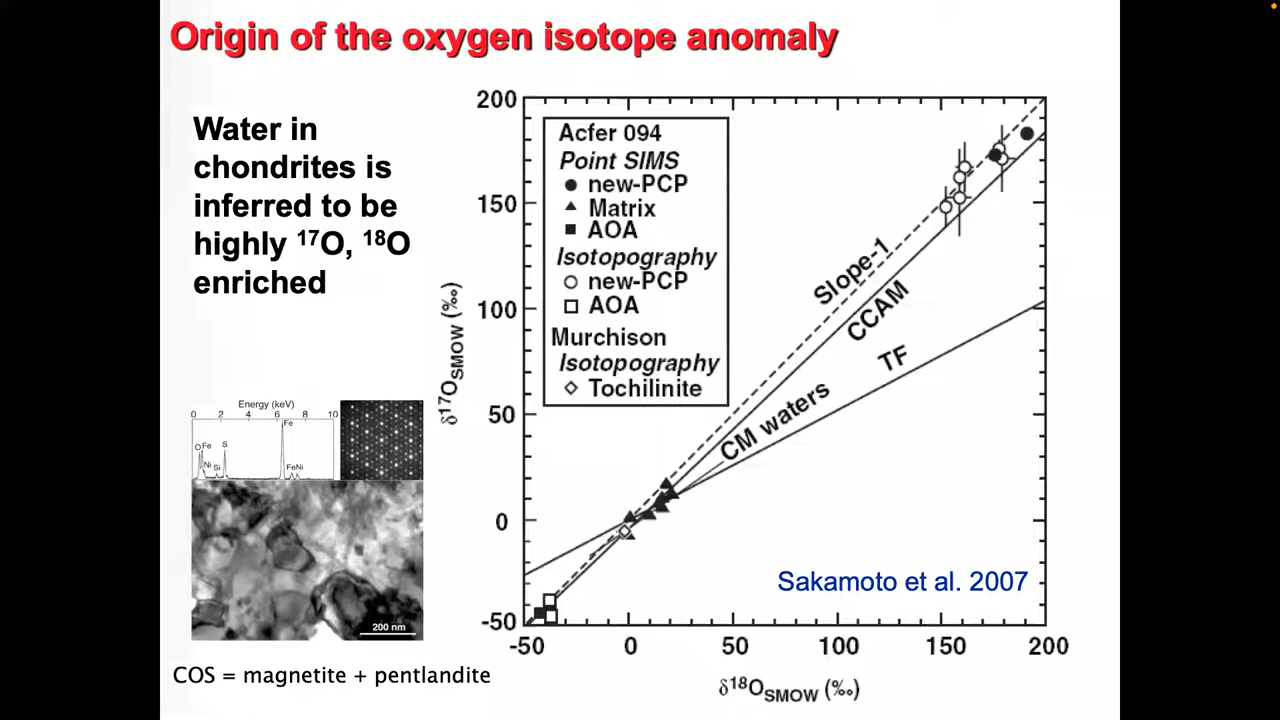 Origin of the oxygen isotope anomaly
Water in
chondrites is
inferred to be
highly ¹⁷O, ¹⁸O
enriched
Energy (keV)
0 2 4 6 8 10
O Fe Ni Si S Fe FeNi
200 nm
COS = magnetite + pentlandite
δ¹⁷O_SMOW (‰)
200
150
100
50
0
-50
Acfer 094
Point SIMS
● new-PCP
▲ Matrix
■ AOA
Isotopography
○ new-PCP
□ AOA
Murchison
Isotopography
◇ Tochilinite
Slope-1
CCAM
TF
CM waters
Sakamoto et al. 2007
-50 0 50 100 150 200
δ¹⁸O_SMOW (‰)